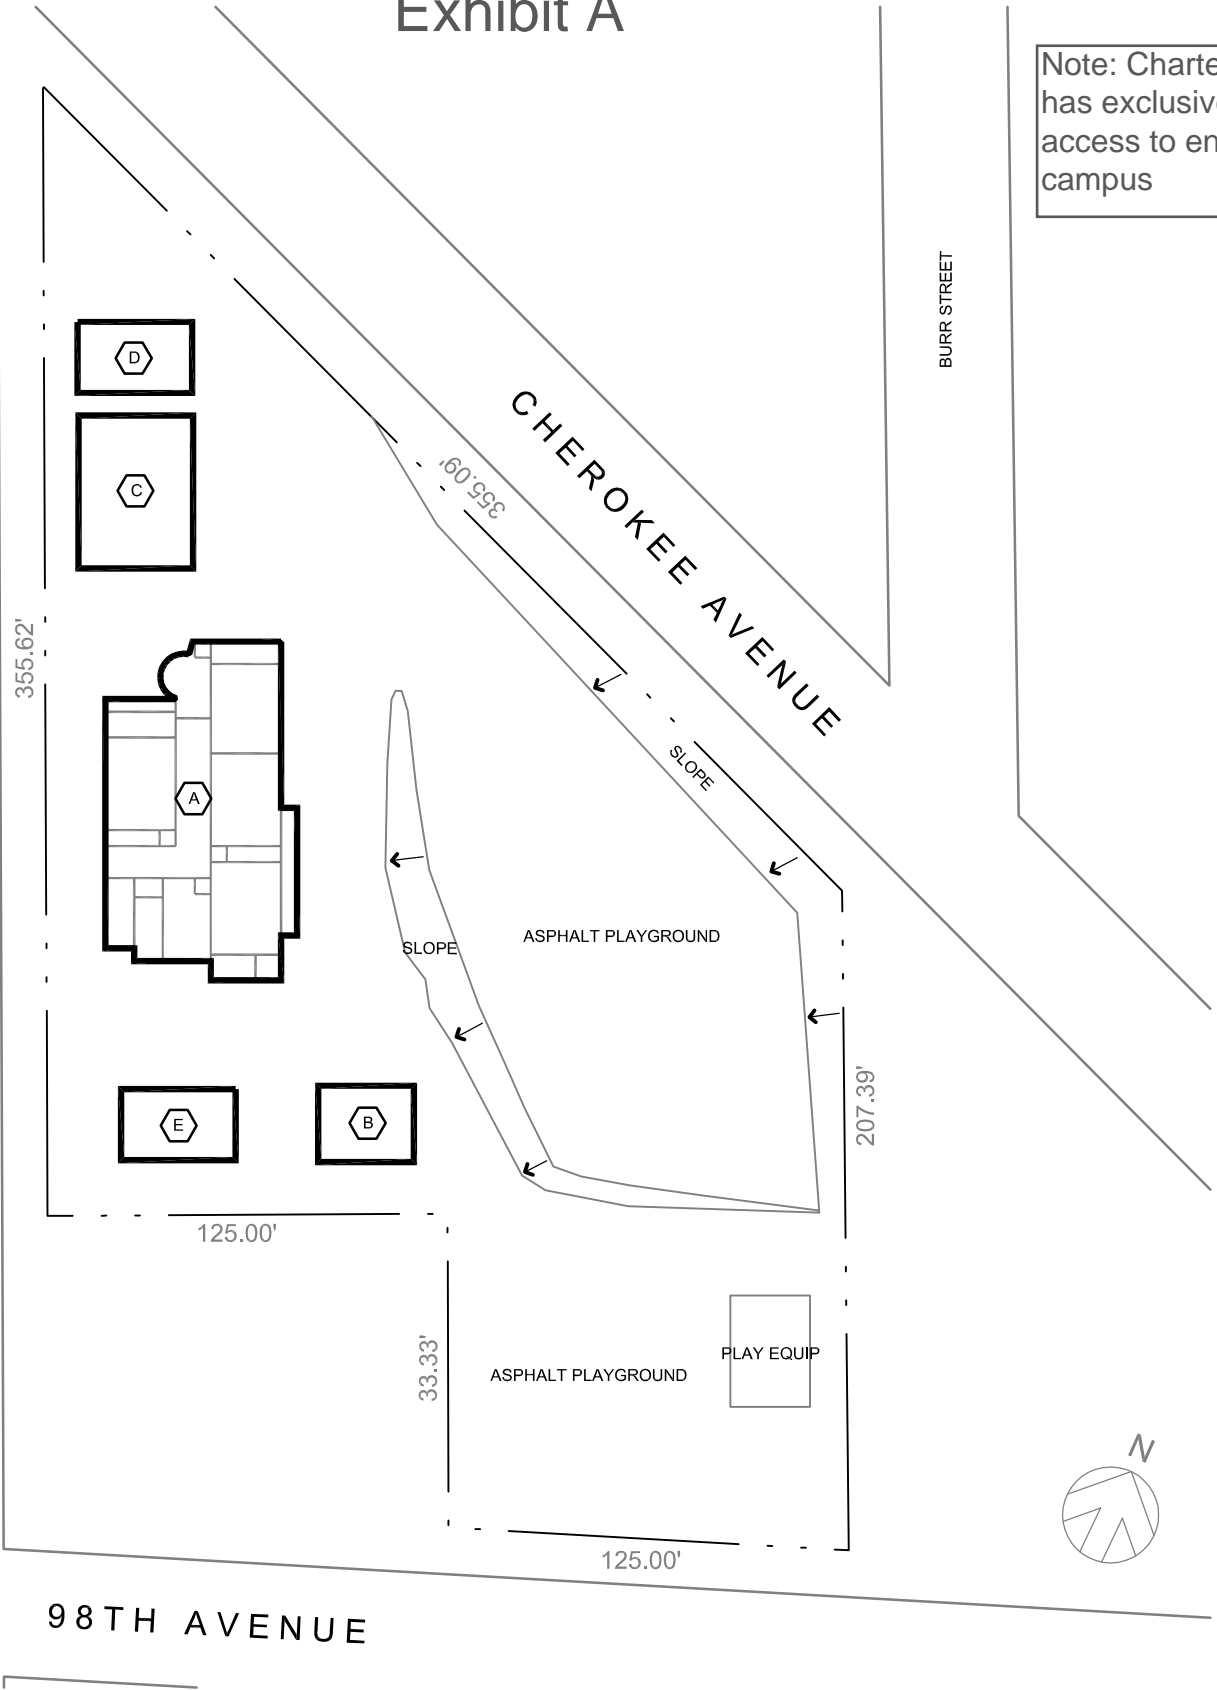 Exhibit A
Note: Charte
has exclusive
access to en
campus
BURR STREET
D
CHEROKEE AVENUE
355.09'
C
355.62'
SLOPE
A
ASPHALT PLAYGROUND
SLOPE
207.39'
E
B
125.00'
33.33'
PLAY EQUIP
ASPHALT PLAYGROUND
N
125.00'
98TH AVENUE